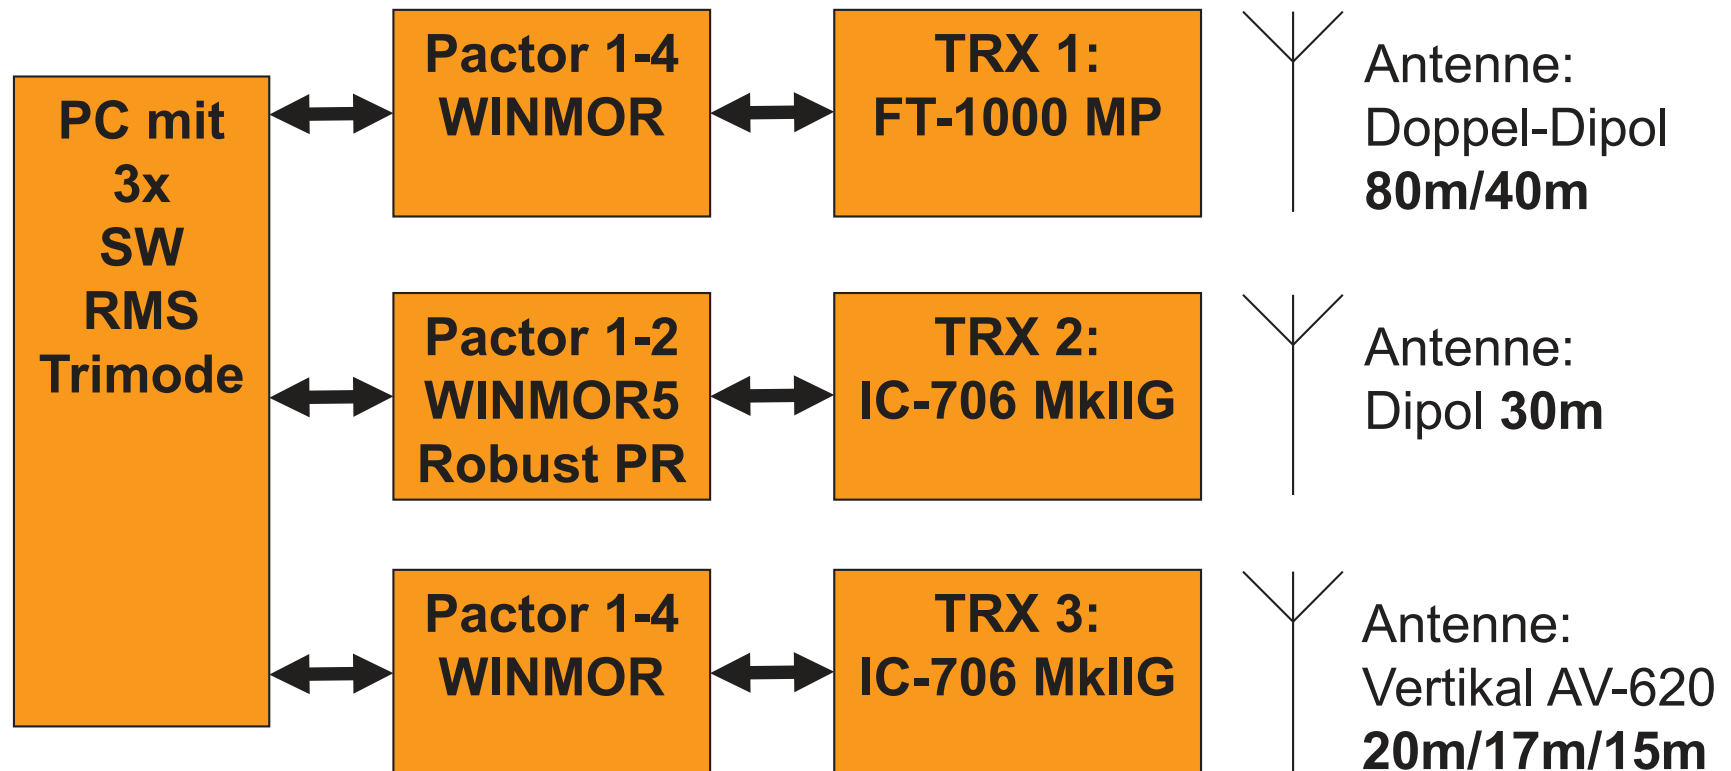 PC mit
3x
SW
RMS
Trimode
Pactor 1-4
WINMOR
TRX 1:
FT-1000 MP
Antenne:
Doppel-Dipol
80m/40m
Pactor 1-2
WINMOR5
Robust PR
TRX 2:
IC-706 MkIIG
Antenne:
Dipol 30m
Pactor 1-4
WINMOR
TRX 3:
IC-706 MkIIG
Antenne:
Vertikal AV-620
20m/17m/15m